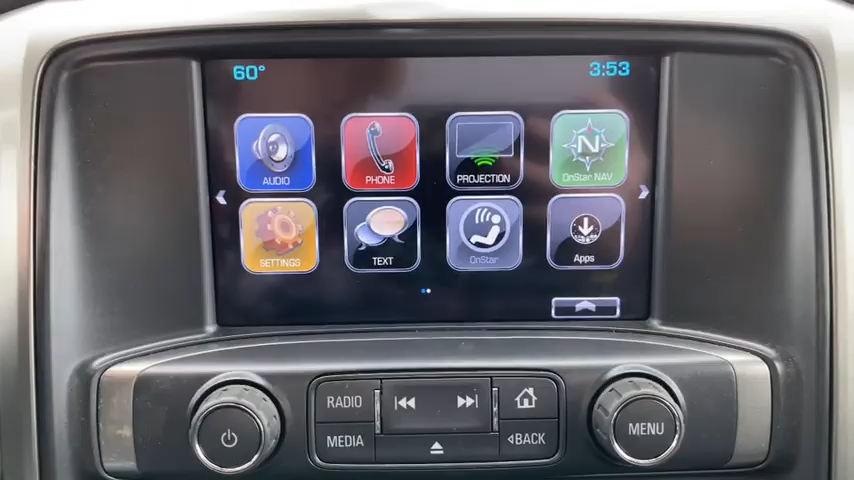 60° 3:53
AUDIO PHONE PROJECTION OnStar NAV
N
SETTINGS TEXT OnStar Apps
RADIO
MEDIA
BACK
MENU